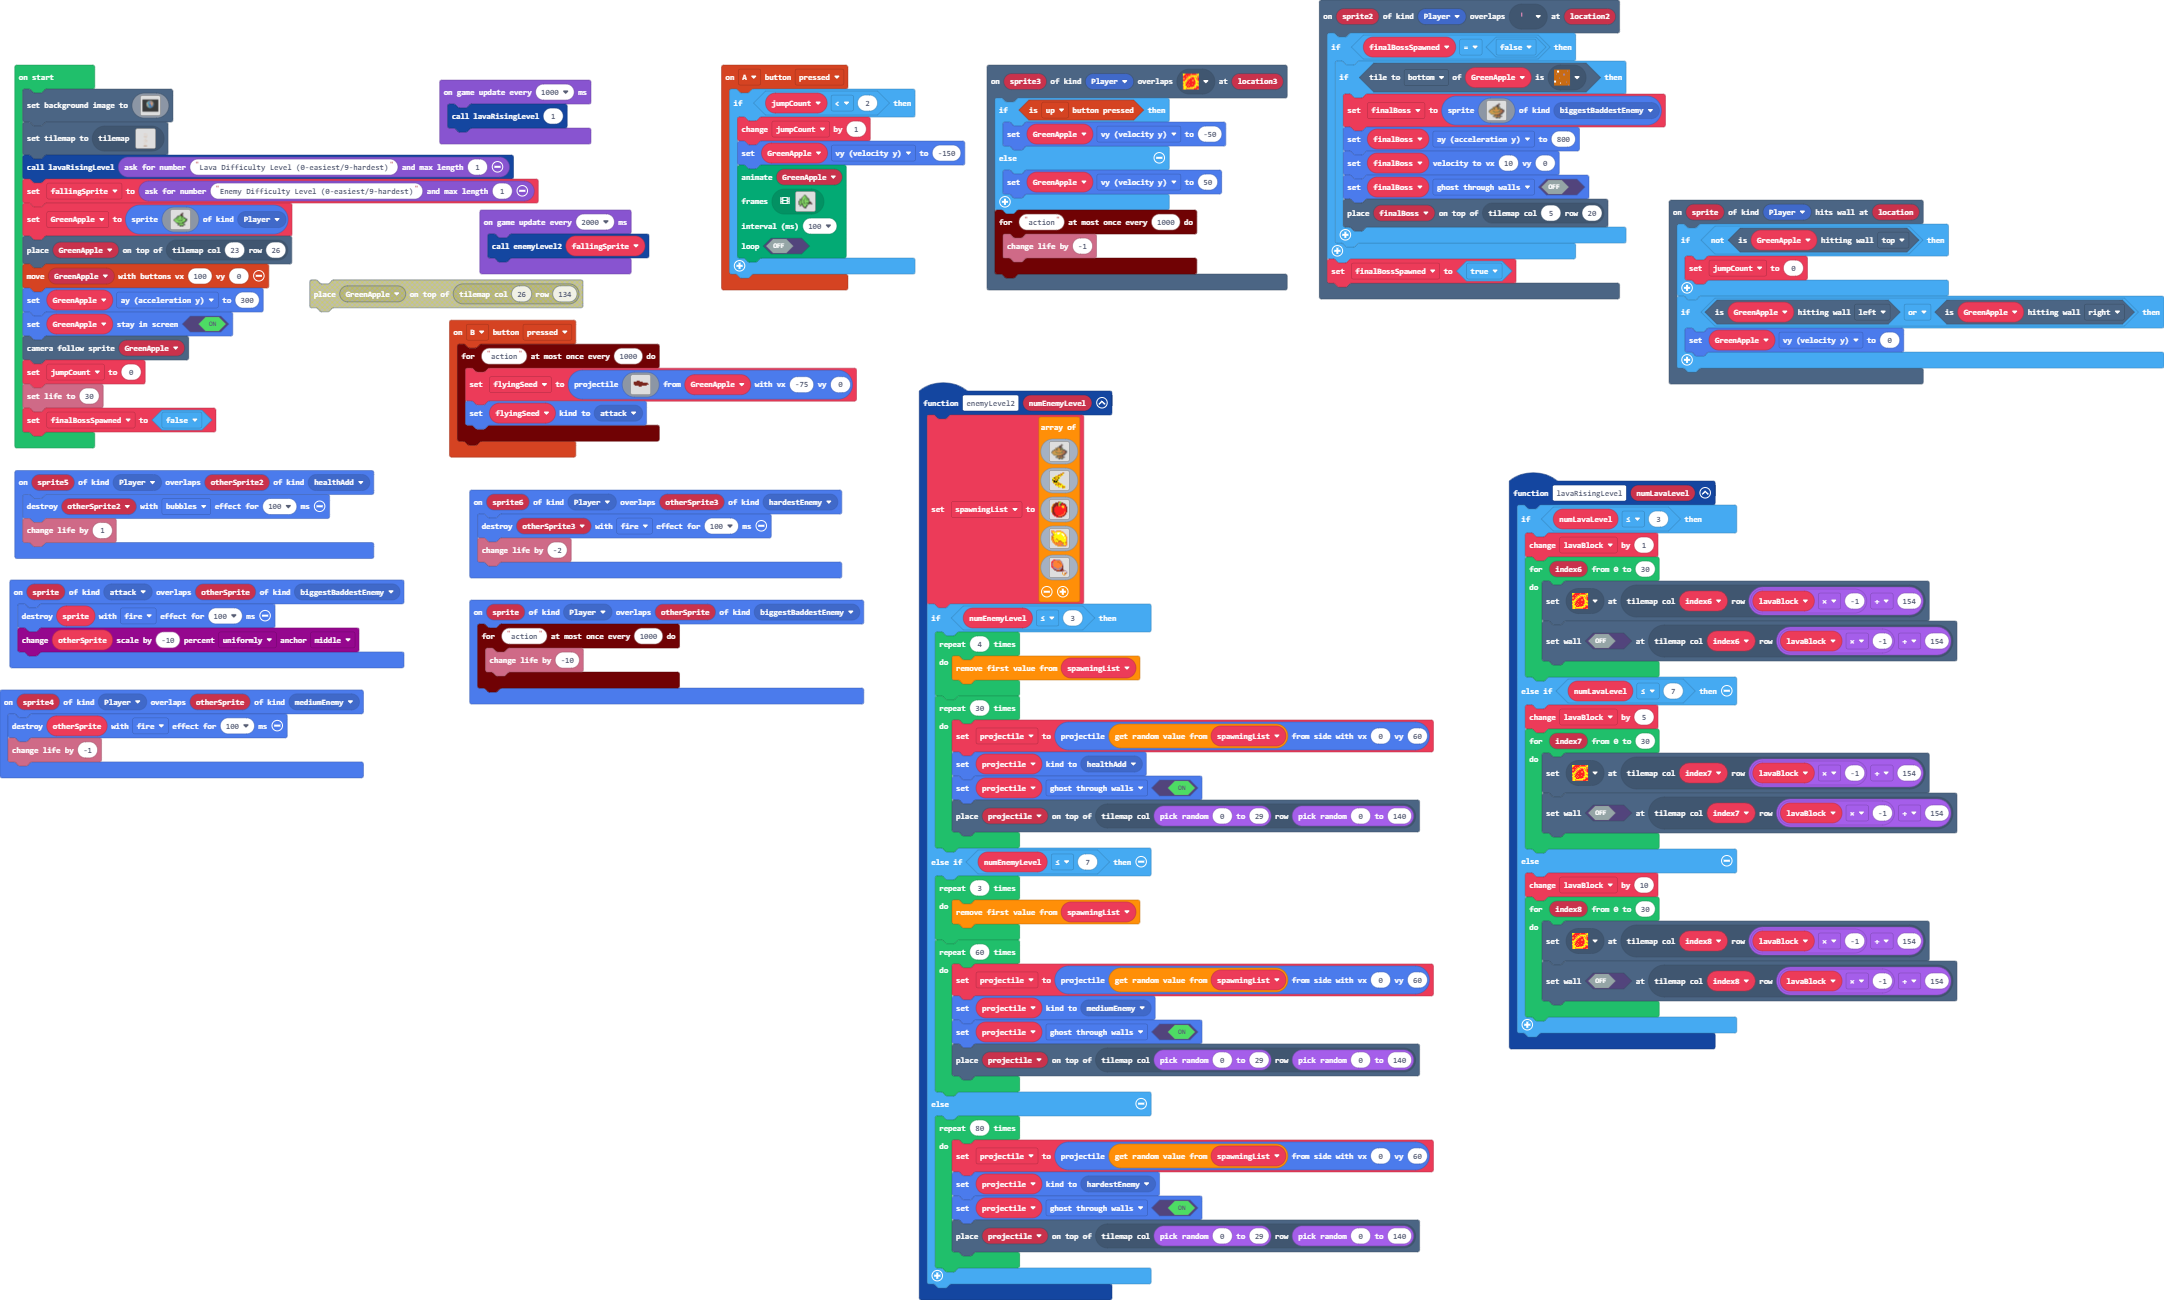 on start
set background image to
set tilemap to tilemap
call lavaRisingLevel ask for number "Lava Difficulty Level (0-easiest/9-hardest)" and max length 1
set fallingSprite to ask for number "Enemy Difficulty Level (0-easiest/9-hardest)" and max length 1
set GreenApple to sprite of kind Player
place GreenApple on top of tilemap col 23 row 26
move GreenApple with buttons vx 100 vy 0
set GreenApple ay (acceleration y) to 300
set GreenApple stay in screen ON
camera follow sprite GreenApple
set jumpCount to 0
set life to 30
set finalBossSpawned to false
on game update every 1000 ms
call lavaRisingLevel 1
on game update every 2000 ms
call enemyLevel2 fallingSprite
place GreenApple on top of tilemap col 26 row 134
on B button pressed
for "action" at most once every 1000 do
set flyingSeed to projectile from GreenApple with vx -75 vy 0
set flyingSeed kind to attack
on A button pressed
if jumpCount < 2 then
change jumpCount by 1
set GreenApple vy (velocity y) to -150
animate GreenApple
frames
interval (ms) 100
loop OFF
on sprite3 of kind Player overlaps at location3
if is up button pressed then
set GreenApple vy (velocity y) to -50
else
set GreenApple vy (velocity y) to 50
for "action" at most once every 1000 do
change life by -1
on sprite2 of kind Player overlaps at location2
if finalBossSpawned = false then
if tile to bottom of GreenApple is then
set finalBoss to sprite of kind biggestBaddestEnemy
set finalBoss ay (acceleration y) to 800
set finalBoss velocity to vx 10 vy 0
set finalBoss ghost through walls OFF
place finalBoss on top of tilemap col 5 row 20
set finalBossSpawned to true
on sprite of kind Player hits wall at location
if not is GreenApple hitting wall top then
set jumpCount to 0
if is GreenApple hitting wall left or is GreenApple hitting wall right then
set GreenApple vy (velocity y) to 0
on sprite5 of kind Player overlaps otherSprite2 of kind healthAdd
destroy otherSprite2 with bubbles effect for 100 ms
change life by 1
on sprite of kind attack overlaps otherSprite of kind biggestBaddestEnemy
destroy sprite with fire effect for 100 ms
change otherSprite scale by -10 percent uniformly anchor middle
on sprite4 of kind Player overlaps otherSprite of kind mediumEnemy
destroy otherSprite with fire effect for 100 ms
change life by -1
on sprite6 of kind Player overlaps otherSprite3 of kind hardestEnemy
destroy otherSprite3 with fire effect for 100 ms
change life by -2
on sprite of kind Player overlaps otherSprite of kind biggestBaddestEnemy
for "action" at most once every 1000 do
change life by -10
function enemyLevel2 numEnemyLevel
array of
set spawningList to
if numEnemyLevel ≤ 3 then
repeat 4 times
do remove first value from spawningList
repeat 30 times
do set projectile to projectile get random value from spawningList from side with vx 0 vy 60
set projectile kind to healthAdd
set projectile ghost through walls ON
place projectile on top of tilemap col pick random 0 to 29 row pick random 0 to 140
else if numEnemyLevel ≤ 7 then
repeat 3 times
do remove first value from spawningList
repeat 60 times
do set projectile to projectile get random value from spawningList from side with vx 0 vy 60
set projectile kind to mediumEnemy
set projectile ghost through walls ON
place projectile on top of tilemap col pick random 0 to 29 row pick random 0 to 140
else
repeat 80 times
do set projectile to projectile get random value from spawningList from side with vx 0 vy 60
set projectile kind to hardestEnemy
set projectile ghost through walls ON
place projectile on top of tilemap col pick random 0 to 29 row pick random 0 to 140
function lavaRisingLevel numLavaLevel
if numLavaLevel ≤ 3 then
change lavaBlock by 1
for index6 from 0 to 30
do set at tilemap col index6 row lavaBlock × -1 + 154
set wall OFF at tilemap col index6 row lavaBlock × -1 + 154
else if numLavaLevel ≤ 7 then
change lavaBlock by 5
for index7 from 0 to 30
do set at tilemap col index7 row lavaBlock × -1 + 154
set wall OFF at tilemap col index7 row lavaBlock × -1 + 154
else
change lavaBlock by 10
for index8 from 0 to 30
do set at tilemap col index8 row lavaBlock × -1 + 154
set wall OFF at tilemap col index8 row lavaBlock × -1 + 154